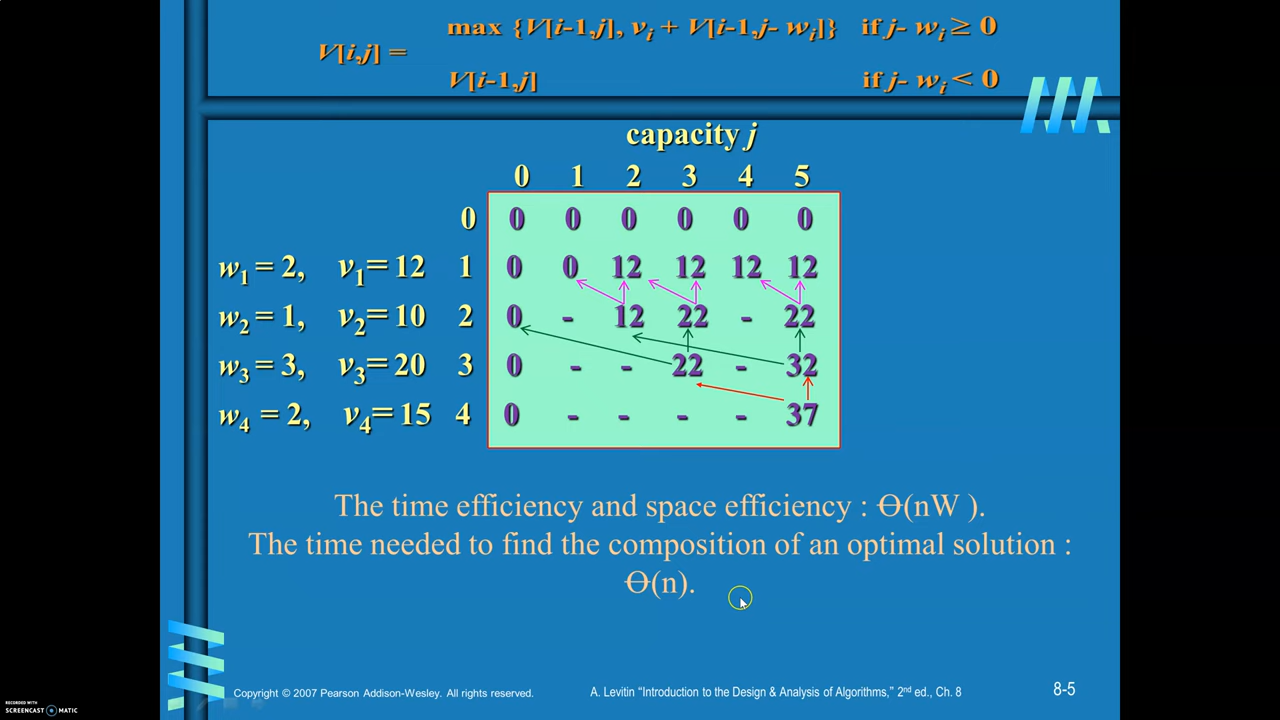 max {V[i-1,j], vi + V[i-1,j- wi]} if j- wi ≥ 0
V[i,j] =
V[i-1,j] if j- wi < 0
capacity j
0 1 2 3 4 5
0 0 0 0 0 0 0
w1 = 2, v1= 12 1 0 0 12 12 12 12
w2 = 1, v2= 10 2 0 - 12 22 - 22
w3 = 3, v3= 20 3 0 - - 22 - 32
w4 = 2, v4= 15 4 0 - - - - 37
The time efficiency and space efficiency : Ө(nW ).
The time needed to find the composition of an optimal solution :
Ө(n).
Copyright © 2007 Pearson Addison-Wesley. All rights reserved. A. Levitin “Introduction to the Design & Analysis of Algorithms,” 2nd ed., Ch. 8 8-5
RECORDED WITH
SCREENCAST MATIC